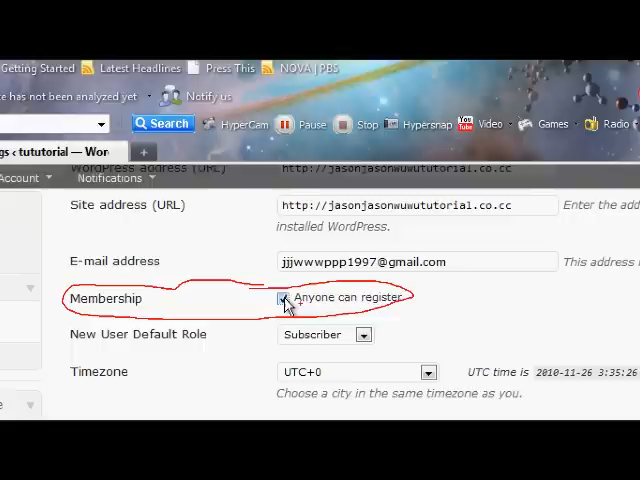 Getting Started Latest Headlines Press This NOVA | PBS
te has not been analyzed yet Notify us
Search HyperCam Pause Stop Hypersnap You Tube Video Games Radio
gs ‹ tututorial — Wor
WordPress address (URL) http://jasonjasonwuwututorial.co.cc
Account Notifications
Site address (URL) http://jasonjasonwuwututorial.co.cc Enter the add
installed WordPress.
E-mail address jjjwwwppp1997@gmail.com This address
Membership Anyone can register
New User Default Role Subscriber
Timezone UTC+0 UTC time is 2010-11-26 3:35:26
Choose a city in the same timezone as you.